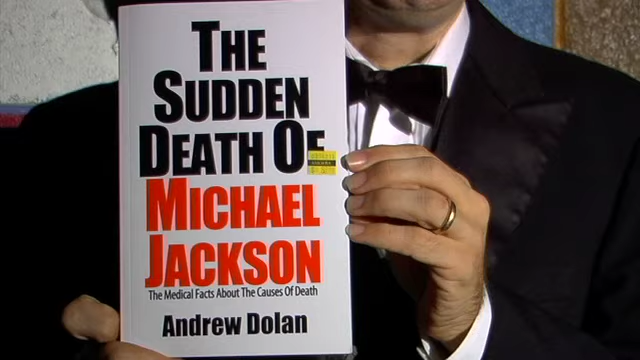 THE
SUDDEN
DEATH OF
MICHAEL
JACKSON
The Medical Facts About The Causes Of Death
Andrew Dolan